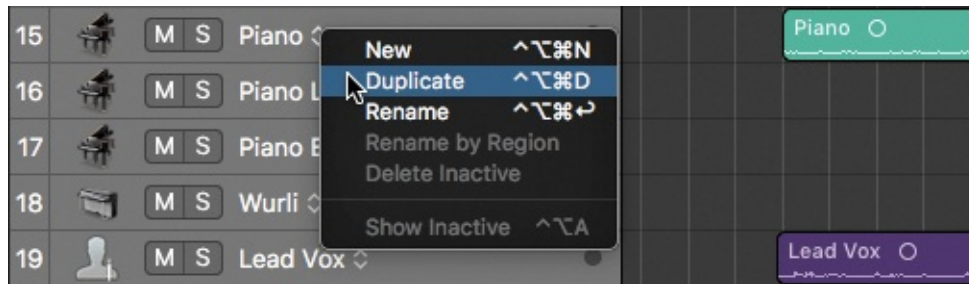 15 M S Piano Piano
New ⌃⌥⌘N
16 M S Piano L Duplicate ⌃⌥⌘D
Rename ⌃⌥⌘↩
17 M S Piano Rename by Region
Delete Inactive
18 M S Wurli
Show Inactive ⌃⌥A
19 M S Lead Vox Lead Vox